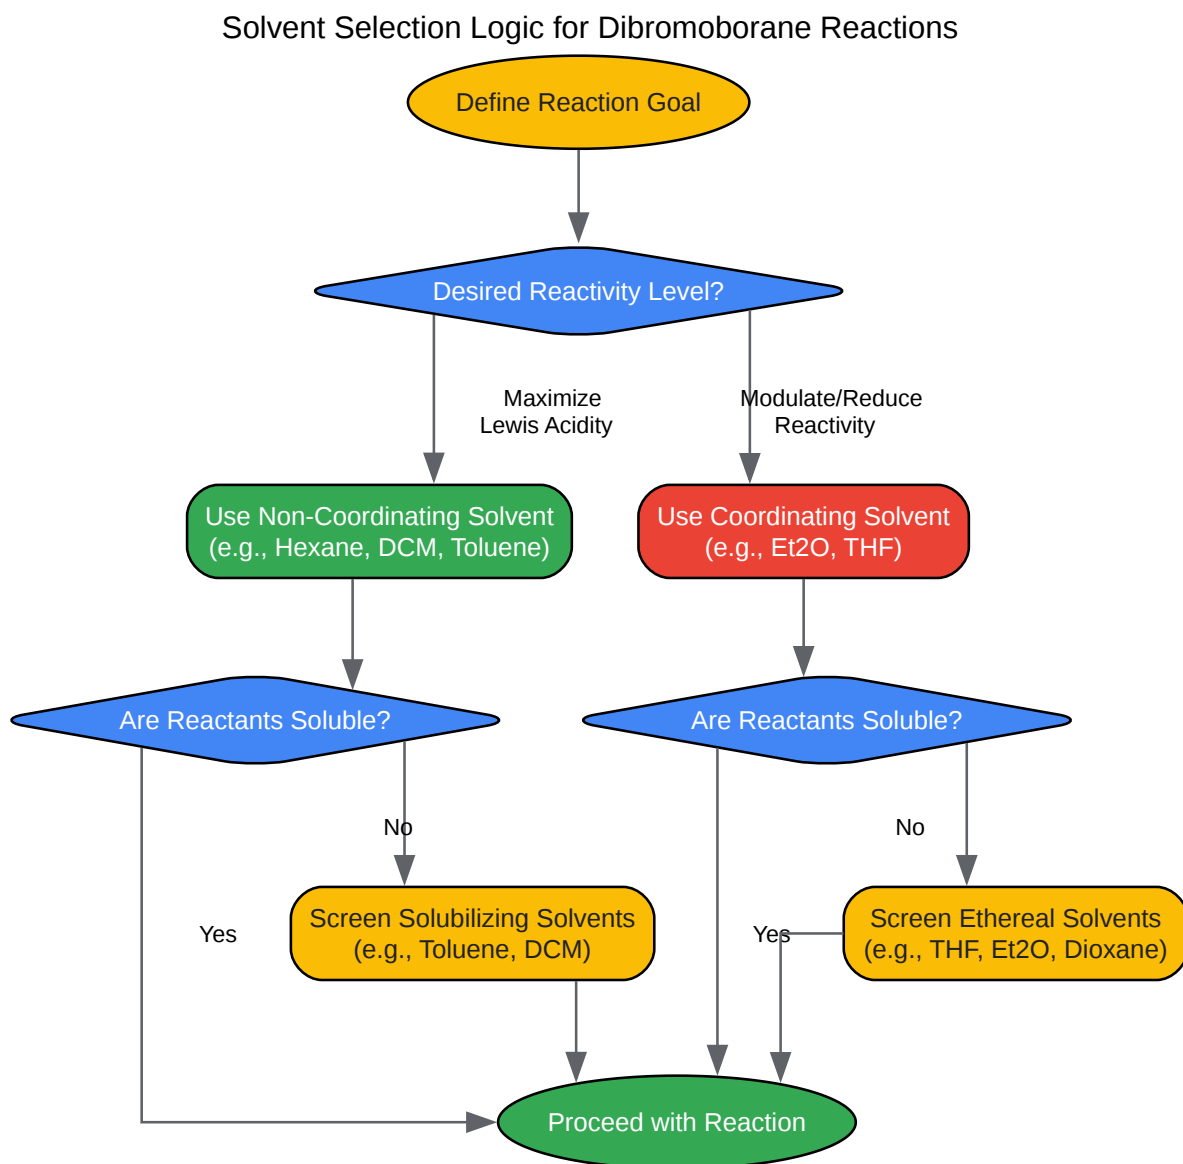 Solvent Selection Logic for Dibromoborane Reactions
Define Reaction Goal
Desired Reactivity Level?
Maximize
Lewis Acidity
Modulate/Reduce
Reactivity
Use Non-Coordinating Solvent
(e.g., Hexane, DCM, Toluene)
Use Coordinating Solvent
(e.g., Et2O, THF)
Are Reactants Soluble?
Are Reactants Soluble?
No
No
Screen Solubilizing Solvents
(e.g., Toluene, DCM)
Screen Ethereal Solvents
(e.g., THF, Et2O, Dioxane)
Yes
Yes
Proceed with Reaction